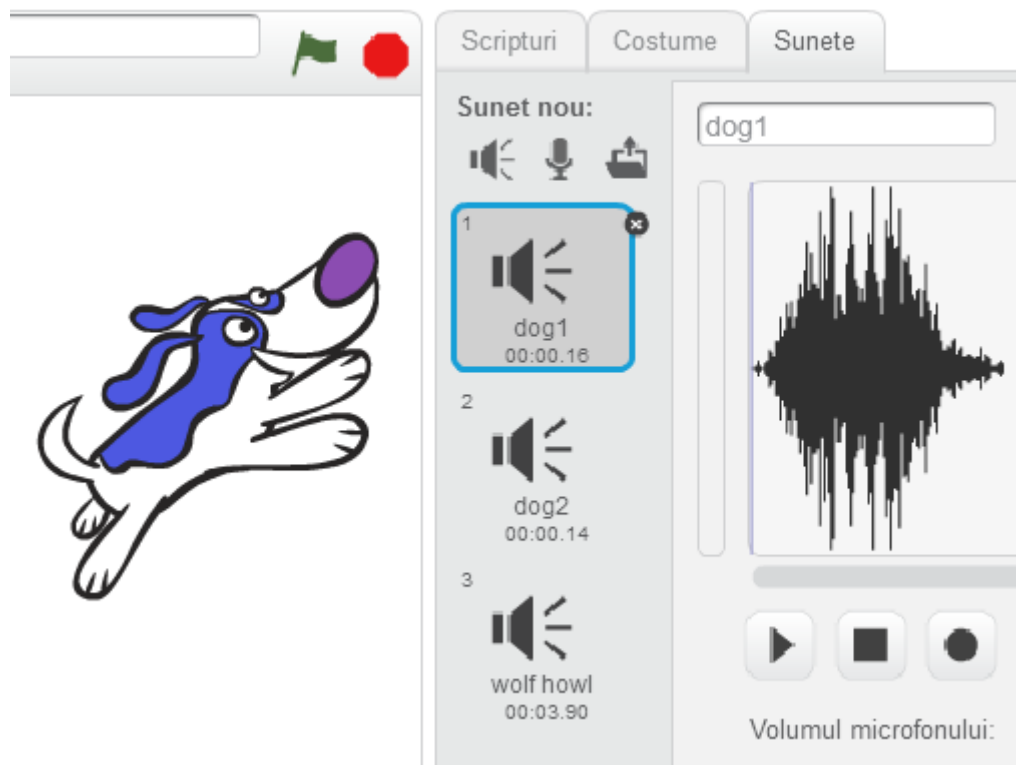 Scripturi
Costume
Sunete
Sunet nou:
dog1
1
dog1
00:00.16
2
dog2
00:00.14
3
wolf howl
00:03.90
Volumul microfonului: